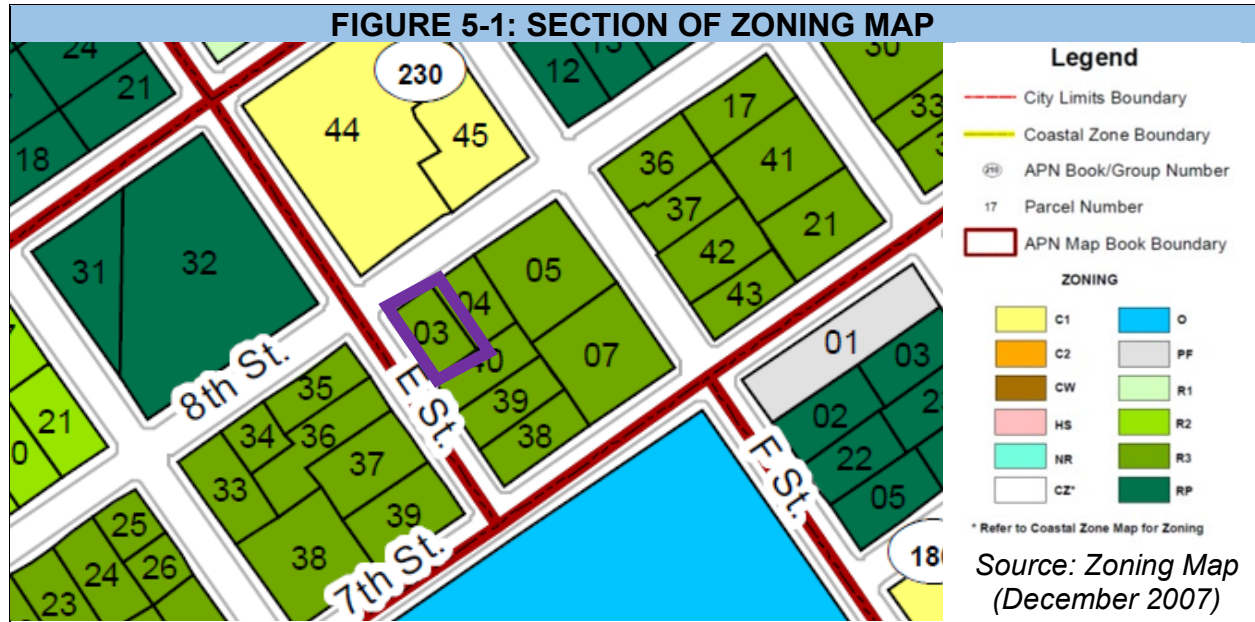 FIGURE 5-1: SECTION OF ZONING MAP
24
21
18
12
13
30
33
230
44
45
17
36
41
37
42
21
43
31
32
8th St.
04
05
03
40
07
39
38
E St.
01
03
02
22
05
F St.
35
34
36
37
33
39
38
7th St.
21
0
25
24
26
23
180
Legend
City Limits Boundary
Coastal Zone Boundary
APN Book/Group Number
17 Parcel Number
APN Map Book Boundary
ZONING
C1 O
C2 PF
CW R1
HS R2
NR R3
CZ* RP
* Refer to Coastal Zone Map for Zoning
Source: Zoning Map
(December 2007)